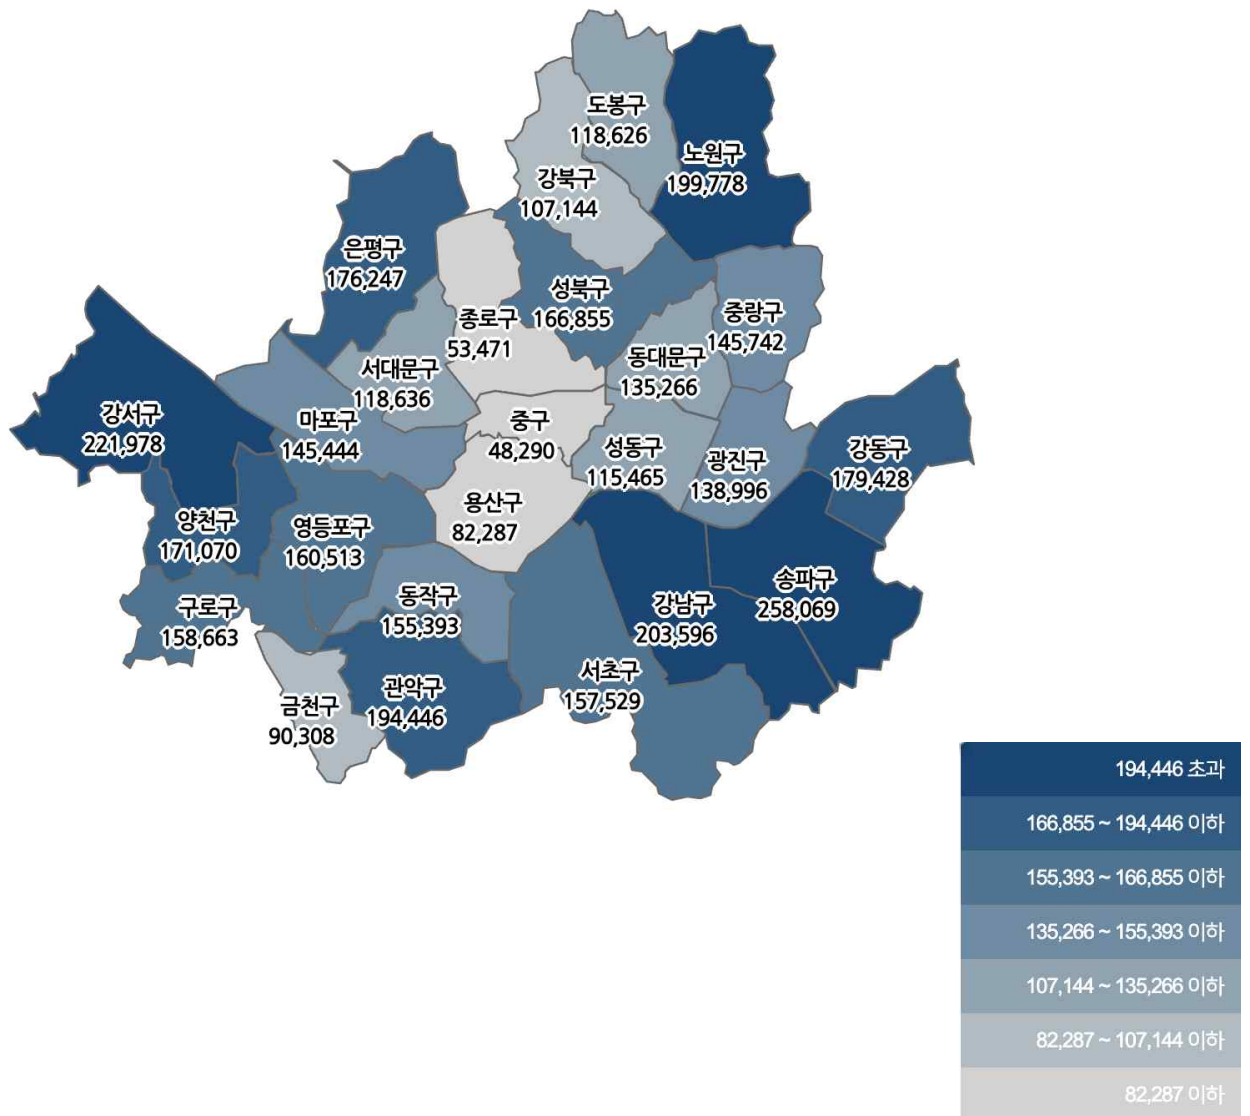 도봉구
118,626
노원구
199,778
강북구
107,144
은평구
176,247
성북구
166,855
중랑구
145,742
종로구
53,471
동대문구
135,266
서대문구
118,636
강서구
221,978
마포구
145,444
중구
48,290
성동구
115,465
광진구
138,996
강동구
179,428
용산구
82,287
양천구
171,070
영등포구
160,513
송파구
258,069
구로구
158,663
동작구
155,393
강남구
203,596
서초구
157,529
관악구
194,446
금천구
90,308
194,446 초과
166,855 ~ 194,446 이하
155,393 ~ 166,855 이하
135,266 ~ 155,393 이하
107,144 ~ 135,266 이하
82,287 ~ 107,144 이하
82,287 이하